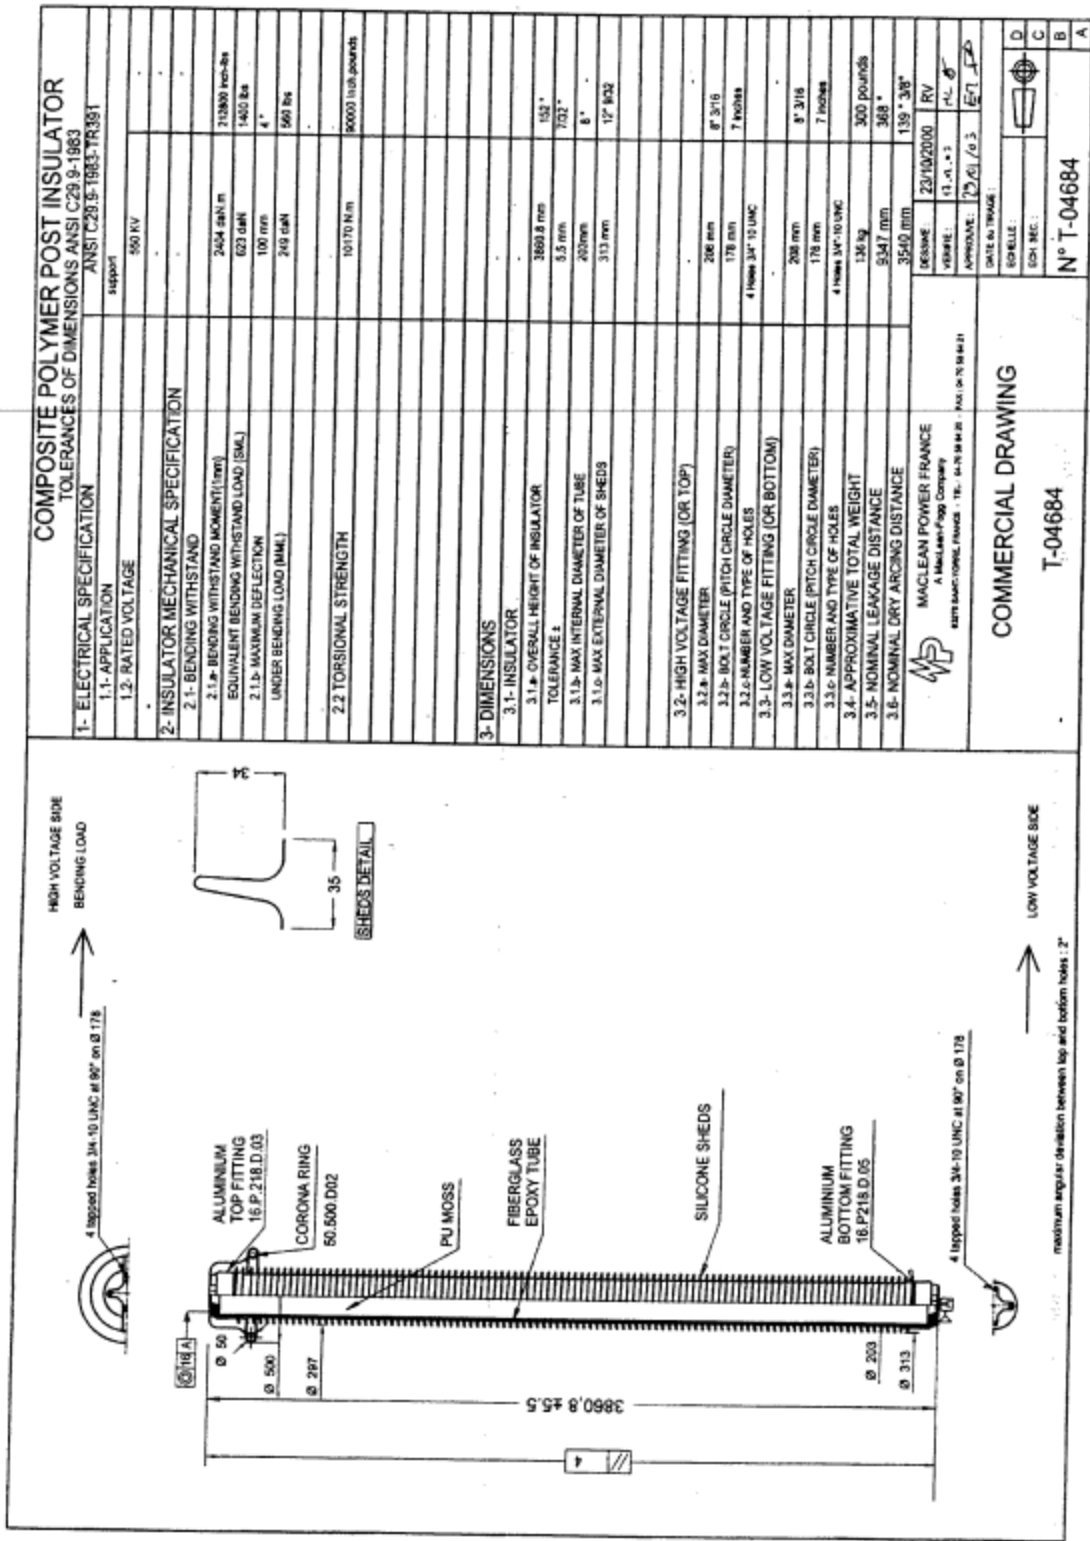 COMPOSITE POLYMER POST INSULATOR
TOLERANCES OF DIMENSIONS ANSI C29.9-1983
1- ELECTRICAL SPECIFICATION ANSI C29.9-1983-TR391
1.1- APPLICATION support
1.2- RATED VOLTAGE 550 KV
2- INSULATOR MECHANICAL SPECIFICATION
2.1- BENDING WITHSTAND
2.1.a- BENDING WITHSTAND MOMENT(1mm) 2404 daN.m 212800 inch-lbs
EQUIVALENT BENDING WITHSTAND LOAD (SML) 623 daN 1400 lbs
2.1.b- MAXIMUM DEFLECTION 100 mm 4"
UNDER BENDING LOAD (MML) 249 daN 560 lbs
2.2 TORSIONAL STRENGTH 10170 N.m 90000 inch.pounds
3- DIMENSIONS
3.1- INSULATOR
3.1.a- OVERALL HEIGHT OF INSULATOR 3860.8 mm 152"
TOLERANCE ± 5.5 mm 7/32"
3.1.b- MAX INTERNAL DIAMETER OF TUBE 203mm 8"
3.1.c- MAX EXTERNAL DIAMETER OF SHEDS 313 mm 12" 9/32
3.2- HIGH VOLTAGE FITTING (OR TOP)
3.2.a- MAX DIAMETER 208 mm 8" 3/16
3.2.b- BOLT CIRCLE (PITCH CIRCLE DIAMETER) 178 mm 7 inches
3.2.c- NUMBER AND TYPE OF HOLES 4 Holes 3/4" 10 UNC
3.3- LOW VOLTAGE FITTING (OR BOTTOM)
3.3.a- MAX DIAMETER 208 mm 8" 3/16
3.3.b- BOLT CIRCLE (PITCH CIRCLE DIAMETER) 178 mm 7 inches
3.3.c- NUMBER AND TYPE OF HOLES 4 Holes 3/4"-10 UNC
3.4- APPROXIMATIVE TOTAL WEIGHT 136 kg 300 pounds
3.5- NOMINAL LEAKAGE DISTANCE 9347 mm 368"
3.6- NOMINAL DRY ARCING DISTANCE 3540 mm 139" 3/8"
MACLEAN POWER FRANCE
A MacLean-Fogg Company
DESSINE: 23/10/2000 RV
VERIFIE:
APPROUVE:
DATE du TIRAGE:
ECHELLE:
ECH. SEC.:
COMMERCIAL DRAWING
T-04684
N° T-04684
D
C
B
A
HIGH VOLTAGE SIDE
BENDING LOAD
4 tapped holes 3/4-10 UNC at 90° on Ø 178
34
35
SHEDS DETAIL
ALUMINIUM
TOP FITTING
16.P.218.D.03
CORONA RING
50.500.D02
PU MOSS
FIBERGLASS
EPOXY TUBE
SILICONE SHEDS
ALUMINIUM
BOTTOM FITTING
16.P218.D.05
Ø 50
Ø 500
Ø 297
Ø 203
Ø 313
3860,8 ±5.5
4
//
A
4 tapped holes 3/4-10 UNC at 90° on Ø 178
LOW VOLTAGE SIDE
maximum angular deviation between top and bottom holes : 2°